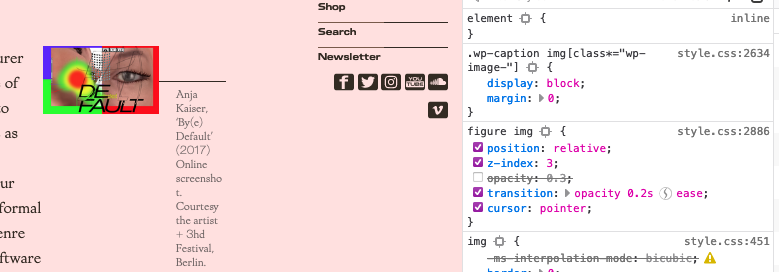 Shop
Search
Newsletter
YOU
TUBE
urer
of
to
as
ur
formal
enre
ftware
DE
FAULT
Anja
Kaiser,
'By(e)
Default'
(2017)
Online
screensho
t.
Courtesy
the artist
+ 3hd
Festival,
Berlin.
element { inline
}
.wp-caption img[class*="wp- style.css:2634
image-"] {
display: block;
margin: 0;
}
figure img { style.css:2886
position: relative;
z-index: 3;
opacity: 0.3;
transition: opacity 0.2s ease;
cursor: pointer;
}
img { style.css:451
-ms-interpolation-mode: bicubic;